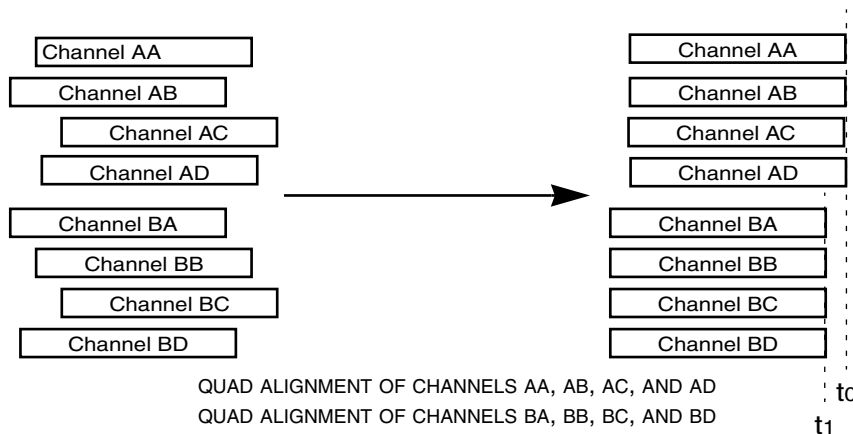 Channel AA
Channel AB
Channel AC
Channel AD
Channel BA
Channel BB
Channel BC
Channel BD
Channel AA
Channel AB
Channel AC
Channel AD
Channel BA
Channel BB
Channel BC
Channel BD
QUAD ALIGNMENT OF CHANNELS AA, AB, AC, AND AD
QUAD ALIGNMENT OF CHANNELS BA, BB, BC, AND BD
t0
t1